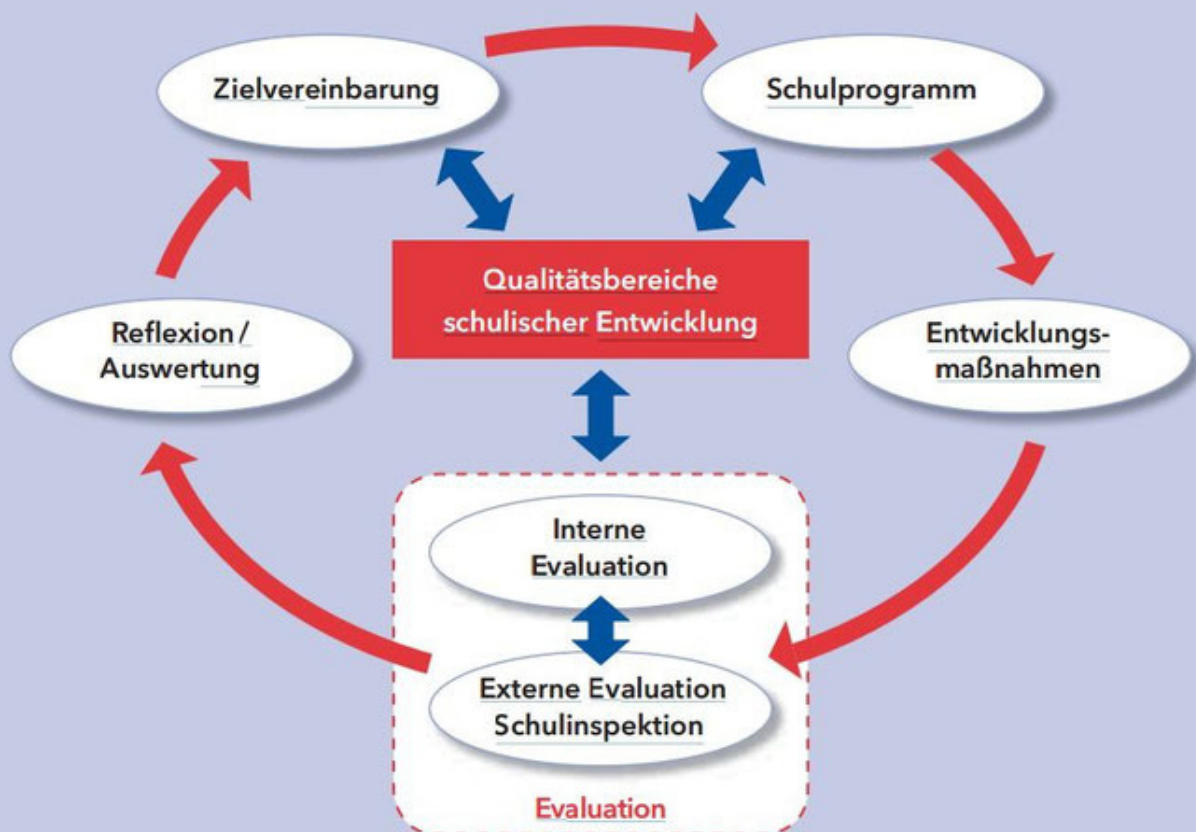 Zielvereinbarung
Schulprogramm
Qualitätsbereiche
schulischer Entwicklung
Reflexion /
Auswertung
Entwicklungs-
maßnahmen
Interne
Evaluation
Externe Evaluation
Schulinspektion
Evaluation